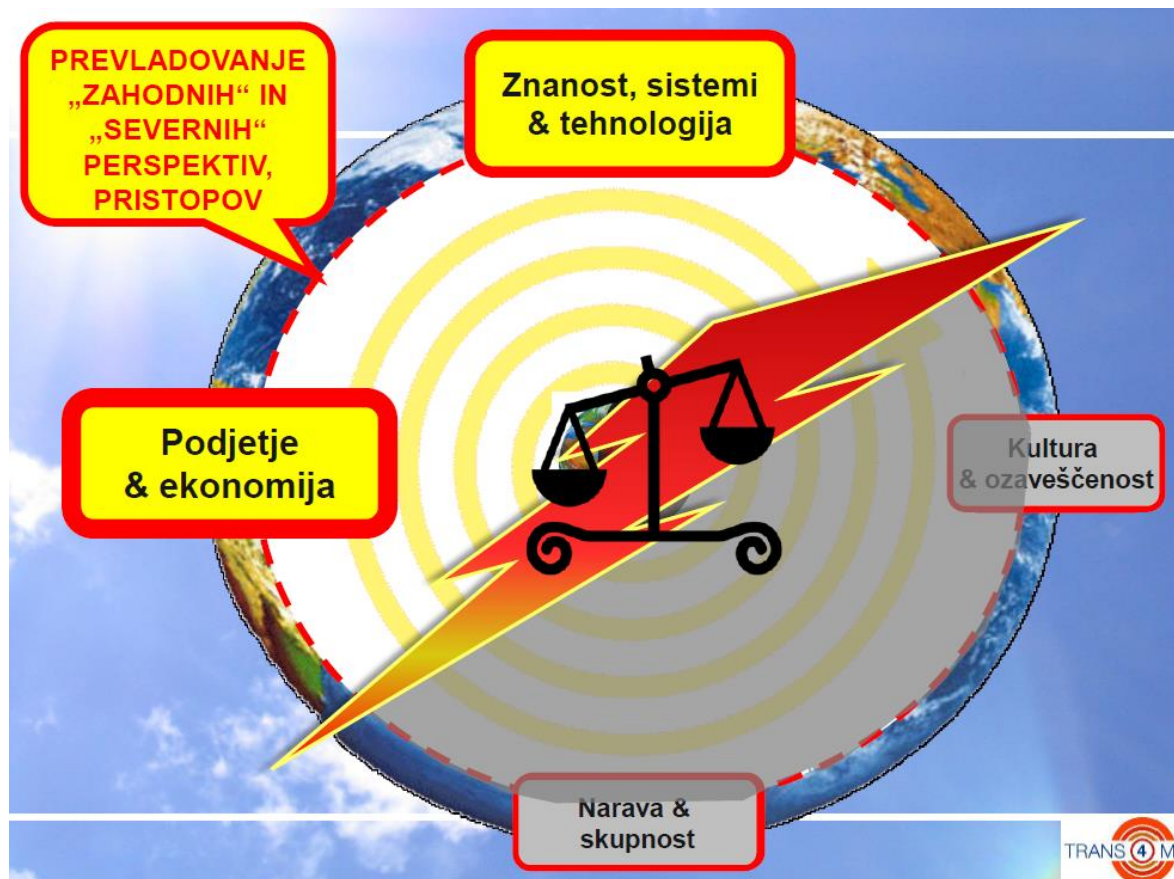 PREVLADOVANJE
„ZAHODNIH“ IN
„SEVERNIH“
PERSPEKTIV,
PRISTOPOV
Znanost, sistemi
& tehnologija
Podjetje
& ekonomija
Kultura
& ozaveščenost
Narava &
skupnost
TRANS 4 M